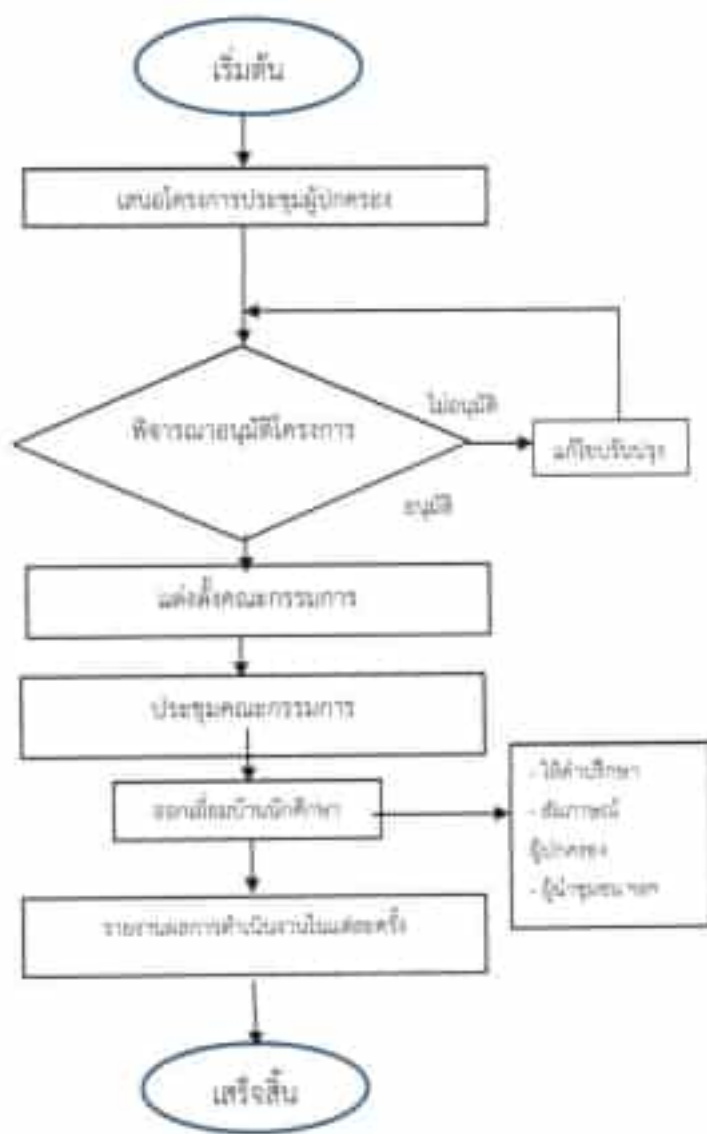 เริ่มต้น
เสนอโครงการประชุมผู้ปกครอง
พิจารณาอนุมัติโครงการ
ไม่อนุมัติ
แก้ไขปรับปรุง
อนุมัติ
แต่งตั้งคณะกรรมการ
ประชุมคณะกรรมการ
ออกเยี่ยมบ้านนักศึกษา
- ให้คำปรึกษา
- สัมภาษณ์
ผู้ปกครอง
- ผู้นำชุมชน ฯลฯ
รายงานผลการดำเนินงานในแต่ละครั้ง
เสร็จสิ้น